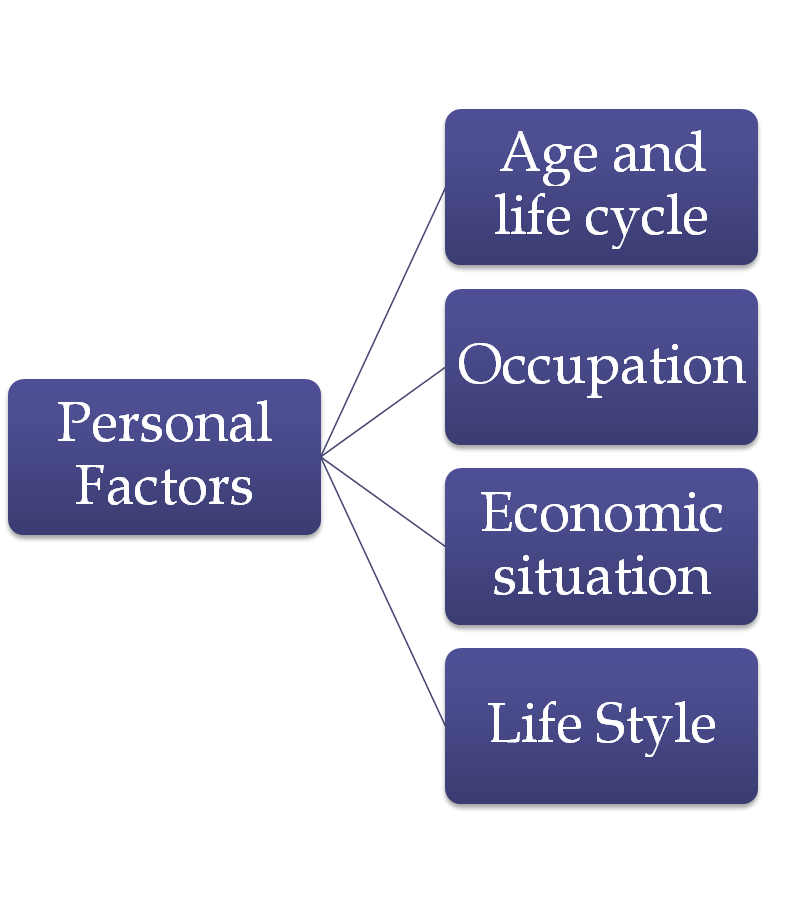 Personal
Factors
Age and
life cycle
Occupation
Economic
situation
Life Style